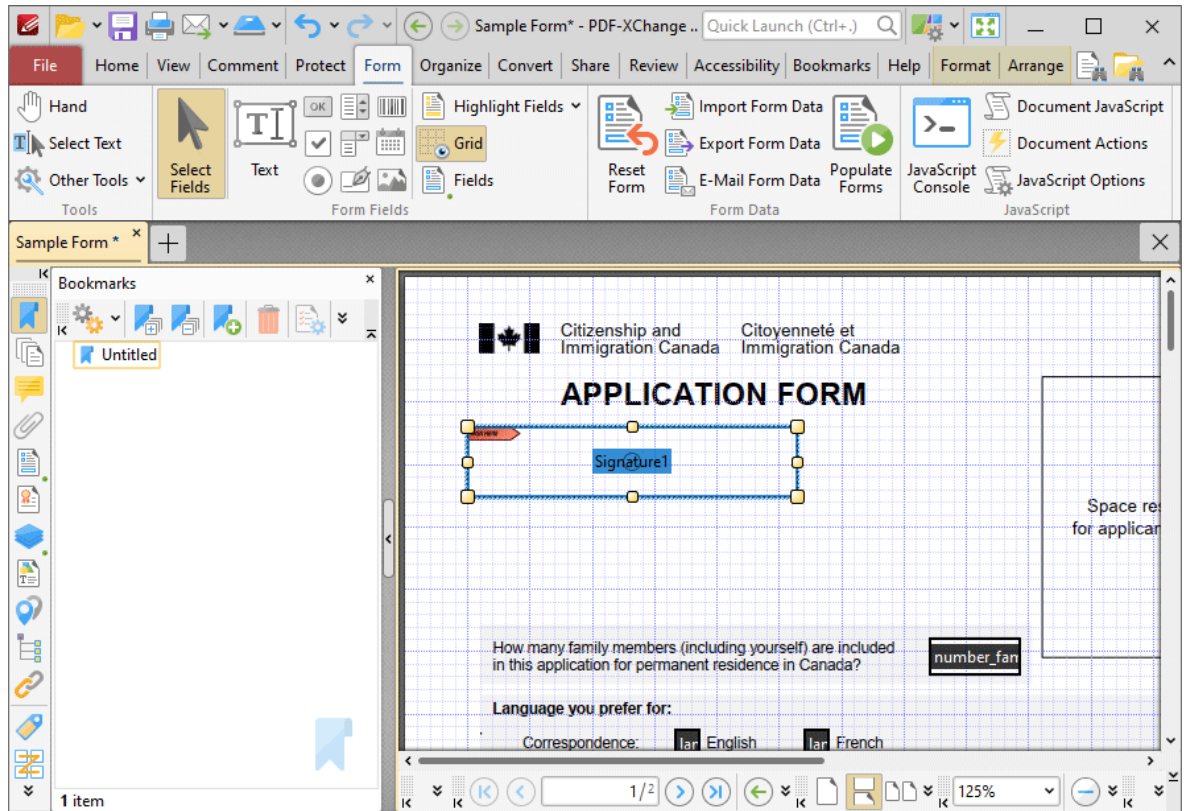 Sample Form* - PDF-XChange ..
Quick Launch (Ctrl+.)
File Home View Comment Protect Form Organize Convert Share Review Accessibility Bookmarks Help Format Arrange
Hand
Select Text
Other Tools
Tools
Select Fields
Text
OK
Form Fields
Highlight Fields
Grid
Fields
Reset Form
Import Form Data
Export Form Data
E-Mail Form Data
Populate Forms
Form Data
JavaScript Console
Document JavaScript
Document Actions
JavaScript Options
JavaScript
Sample Form *
Bookmarks
Untitled
1 item
Citizenship and
Immigration Canada
Citoyenneté et
Immigration Canada
APPLICATION FORM
Signature1
Space res
for applican
How many family members (including yourself) are included
in this application for permanent residence in Canada?
number_fam
Language you prefer for:
Correspondence: lar English lar French
1/2
125%